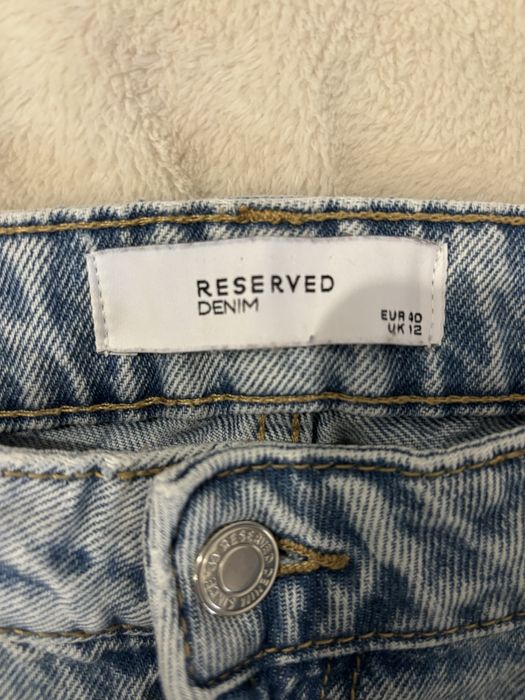 RESERVED
DENIM
EUR 40
UK 12
RESERVED